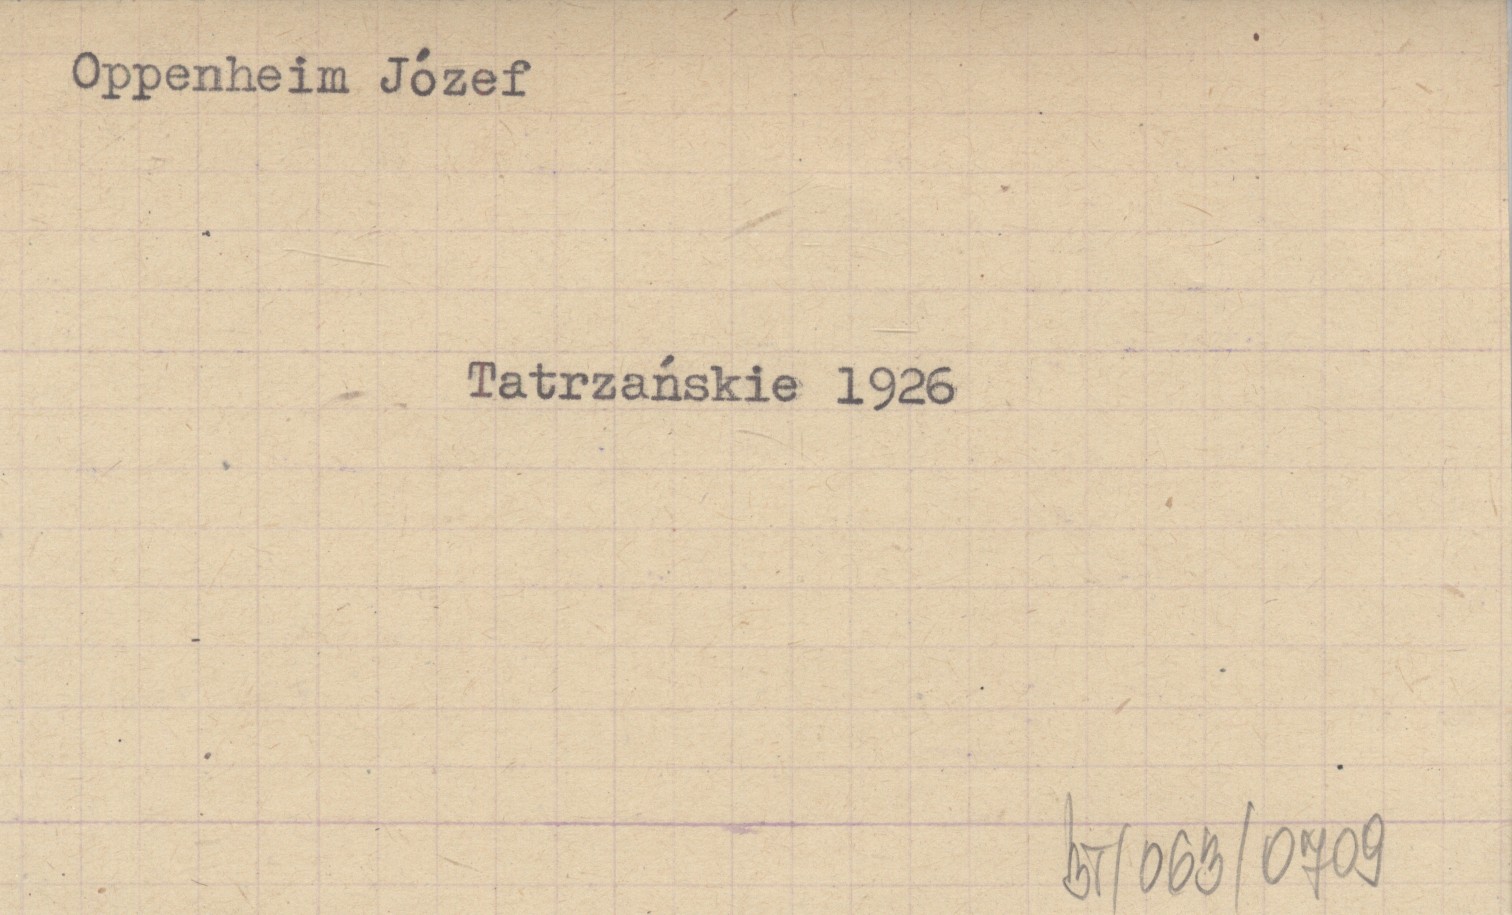 Oppenheim Józef
Tatrzańskie 1926
BT/063/0709